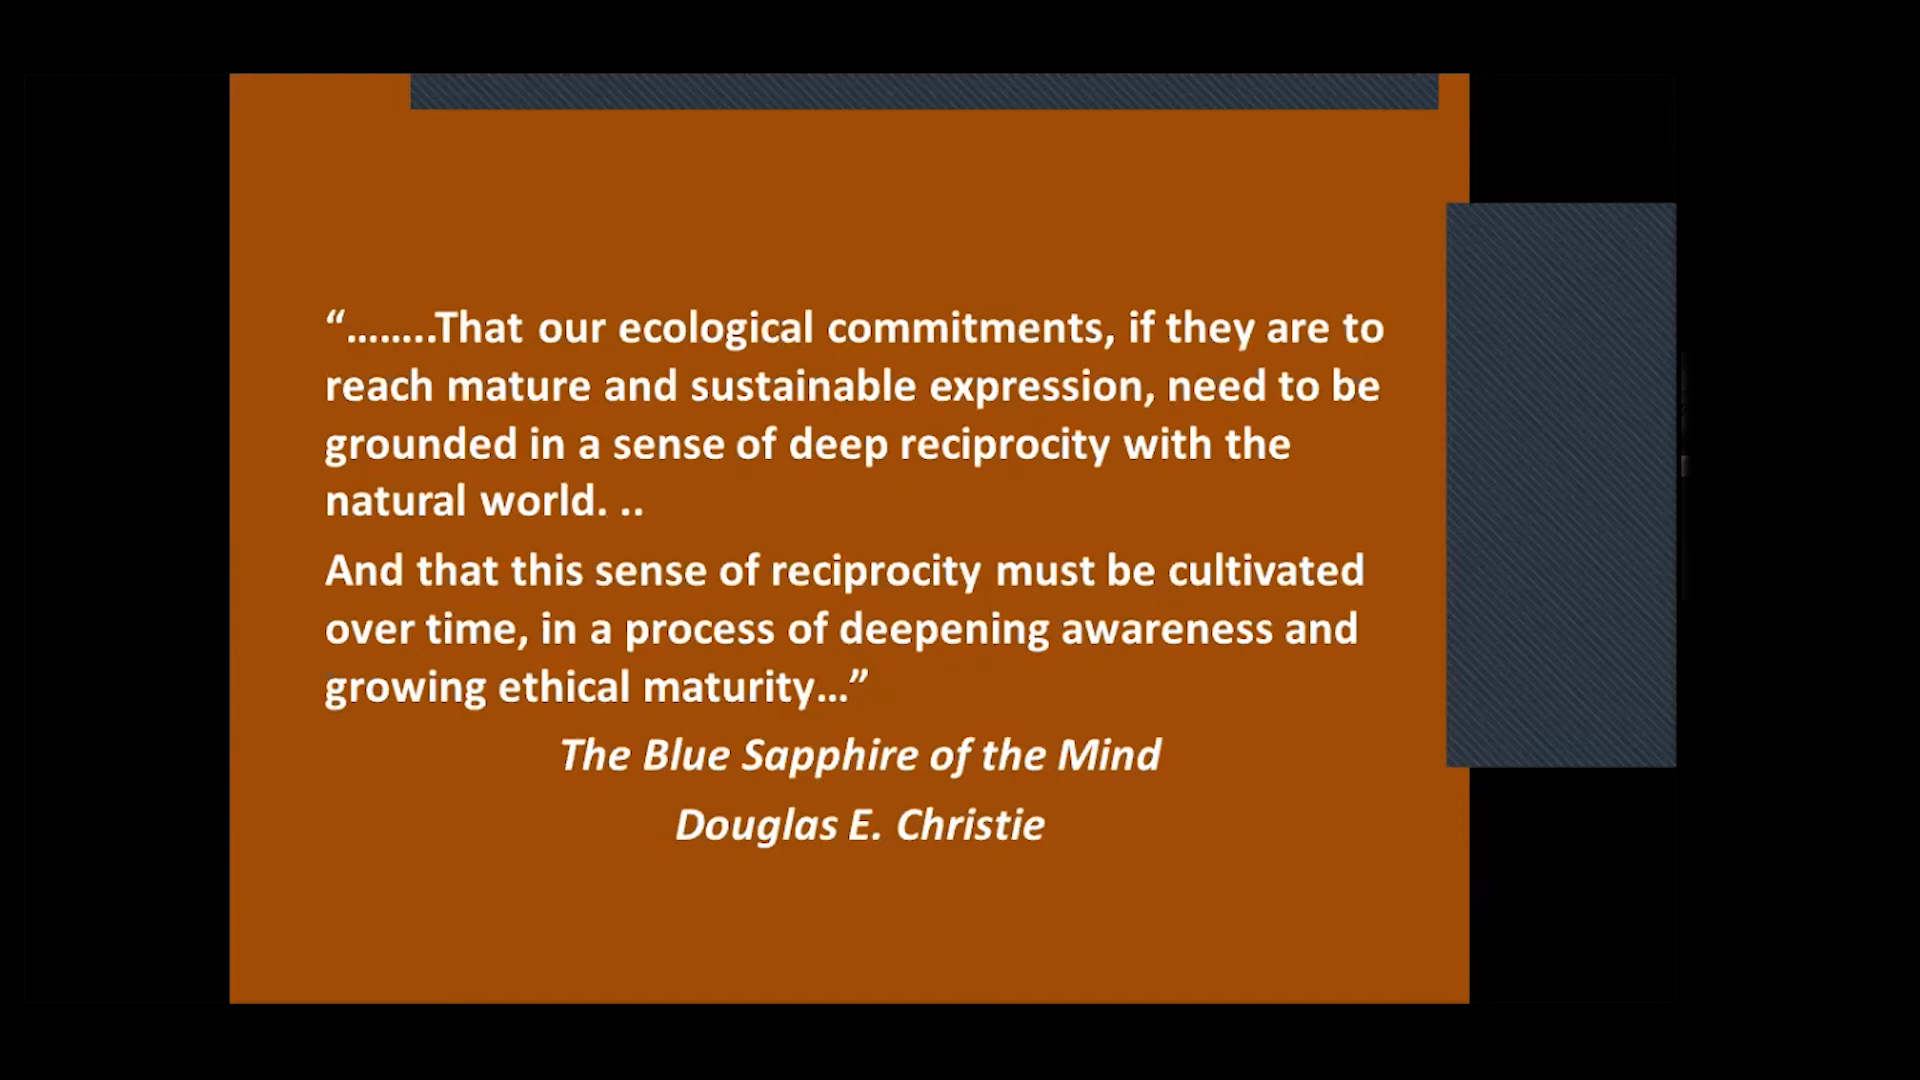 “……..That our ecological commitments, if they are to
reach mature and sustainable expression, need to be
grounded in a sense of deep reciprocity with the
natural world. ..
And that this sense of reciprocity must be cultivated
over time, in a process of deepening awareness and
growing ethical maturity…”
The Blue Sapphire of the Mind
Douglas E. Christie